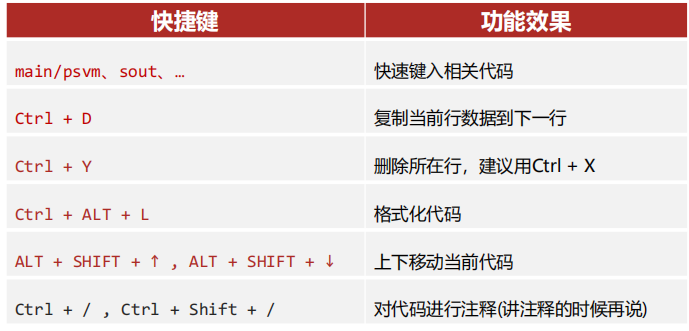 快捷键 功能效果
main/psvm、sout、… 快速键入相关代码
Ctrl + D 复制当前行数据到下一行
Ctrl + Y 删除所在行，建议用Ctrl + X
Ctrl + ALT + L 格式化代码
ALT + SHIFT + ↑ , ALT + SHIFT + ↓ 上下移动当前代码
Ctrl + / , Ctrl + Shift + / 对代码进行注释(讲注释的时候再说)